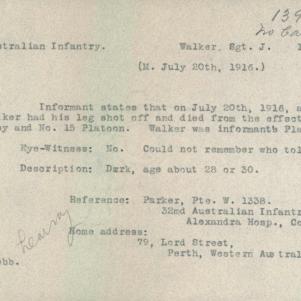 139
No Ca
stralian Infantry. Walker, Sgt. J. 1
(M. July 20th, 1916.)
Informant states that on July 20th, 1916, a
ker had his leg shot off and died from the effect
y and No. 15 Platoon. Walker was informant's Pla
Eye-Witness: No. Could not remember who tol
Description: Dark, age about 28 or 30.
Reference: Parker, Pte. W. 1338.
32nd Australian Infantr
Alexandra Hosp., Co
Home address:
79, Lord Street,
Perth, Western Austral
bb.